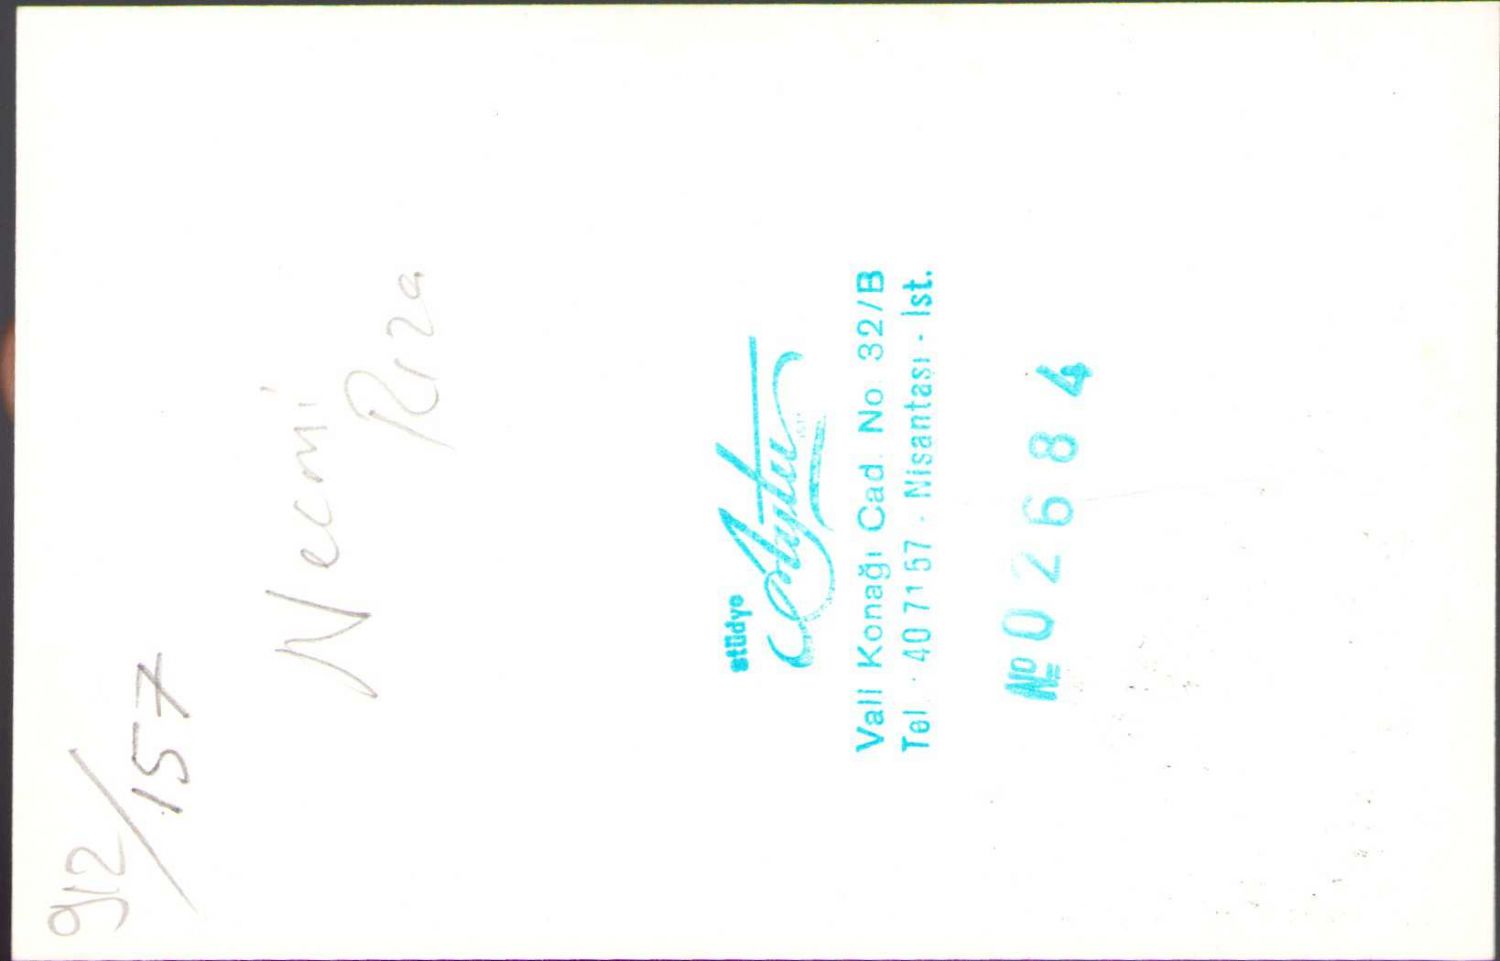 912/157
Necmi
Rıza
stüdyo
Vali Konağı Cad. No 32/B
Tel. · 40 71 57 · Nişantaşı · İst.
№ 02684